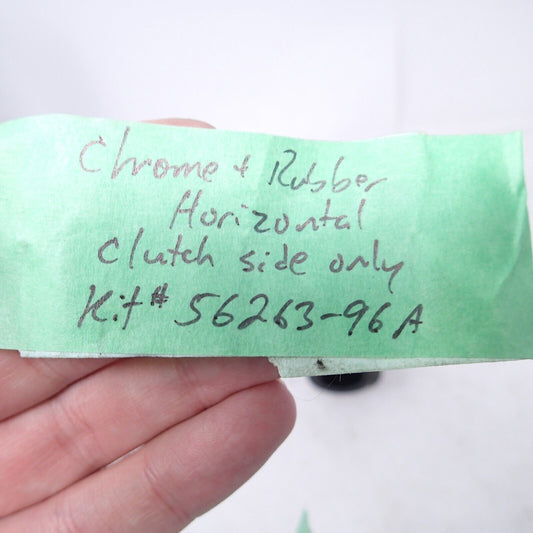 Chrome + Rubber
Horizontal
Clutch side only
Kit # 56263-96A